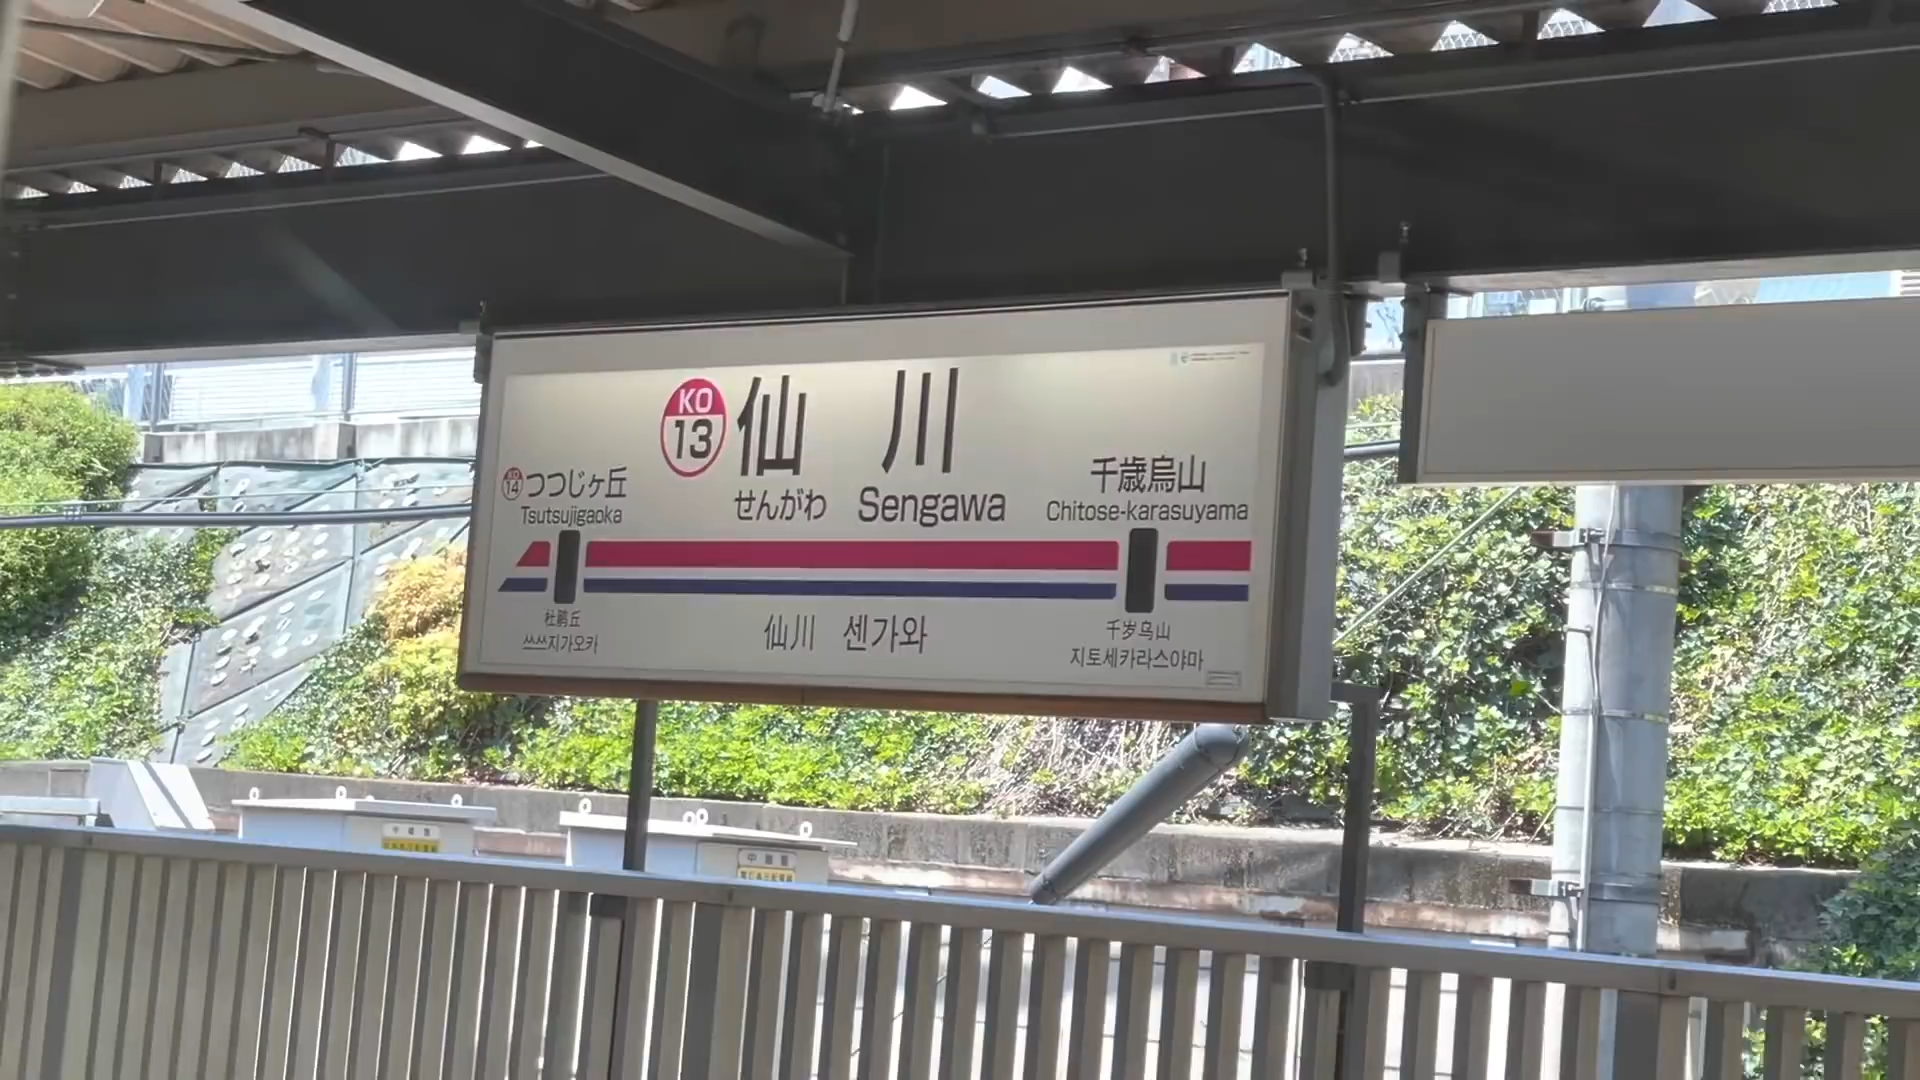 KO
13
仙川
せんがわ Sengawa
KO
14
つつじヶ丘
Tsutsujigaoka
千歳烏山
Chitose-karasuyama
杜鹃丘
쓰쓰지가오카
仙川 센가와
千岁乌山
지토세카라스야마